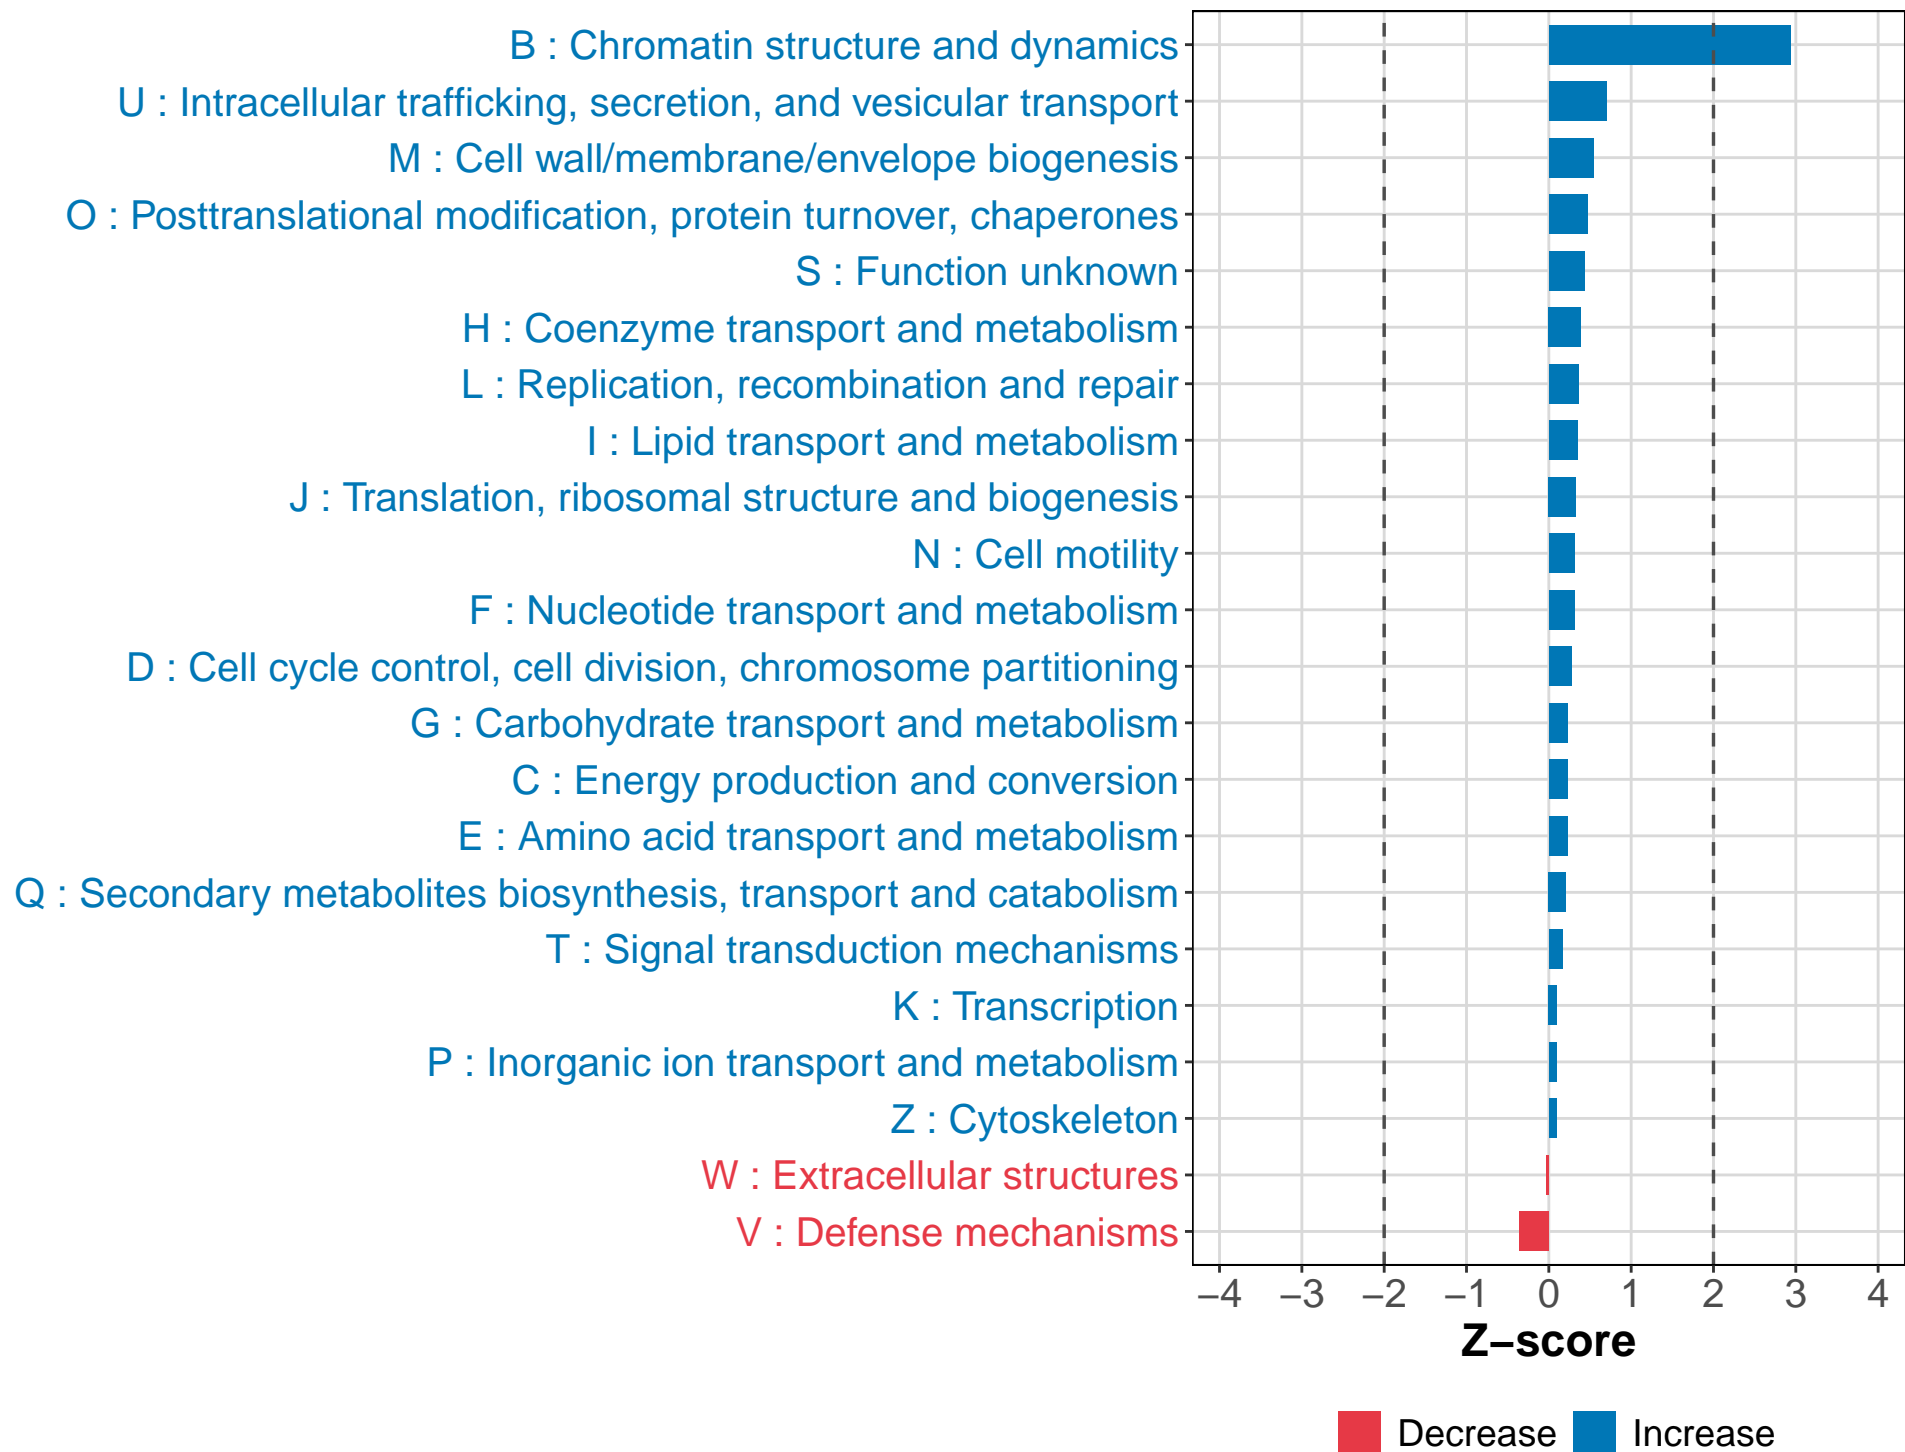 B : Chromatin structure and dynamics
U : Intracellular trafficking, secretion, and vesicular transport
M : Cell wall/membrane/envelope biogenesis
O : Posttranslational modification, protein turnover, chaperones
S : Function unknown
H : Coenzyme transport and metabolism
L : Replication, recombination and repair
I : Lipid transport and metabolism
J : Translation, ribosomal structure and biogenesis
N : Cell motility
F : Nucleotide transport and metabolism
D : Cell cycle control, cell division, chromosome partitioning
G : Carbohydrate transport and metabolism
C : Energy production and conversion
E : Amino acid transport and metabolism
Q : Secondary metabolites biosynthesis, transport and catabolism
T : Signal transduction mechanisms
K : Transcription
P : Inorganic ion transport and metabolism
Z : Cytoskeleton
W : Extracellular structures
V : Defense mechanisms
−4 −3 −2 −1 0 1 2 3 4
Z−score
Decrease Increase